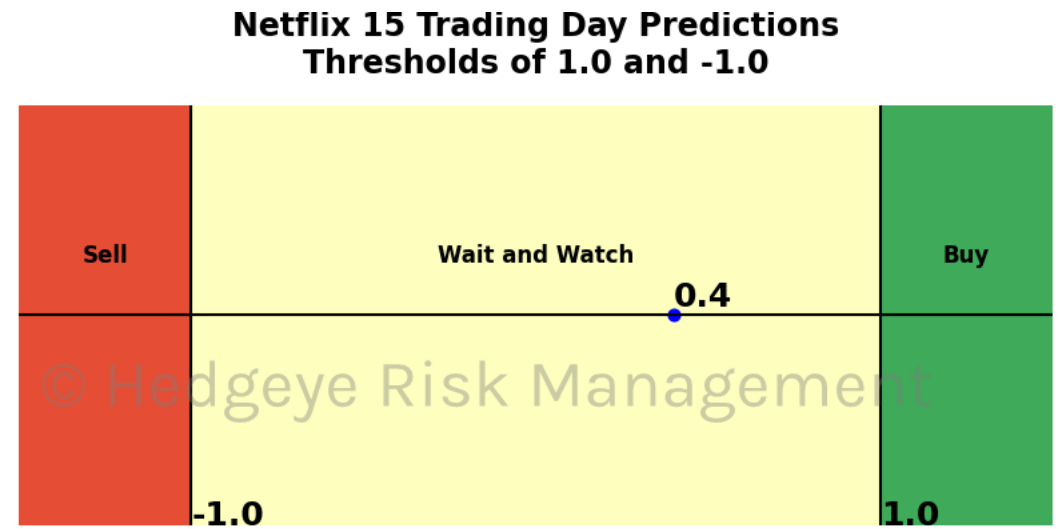 Netflix 15 Trading Day Predictions
Thresholds of 1.0 and -1.0
Sell
Wait and Watch
Buy
0.4
© Hedgeye Risk Management
-1.0
1.0